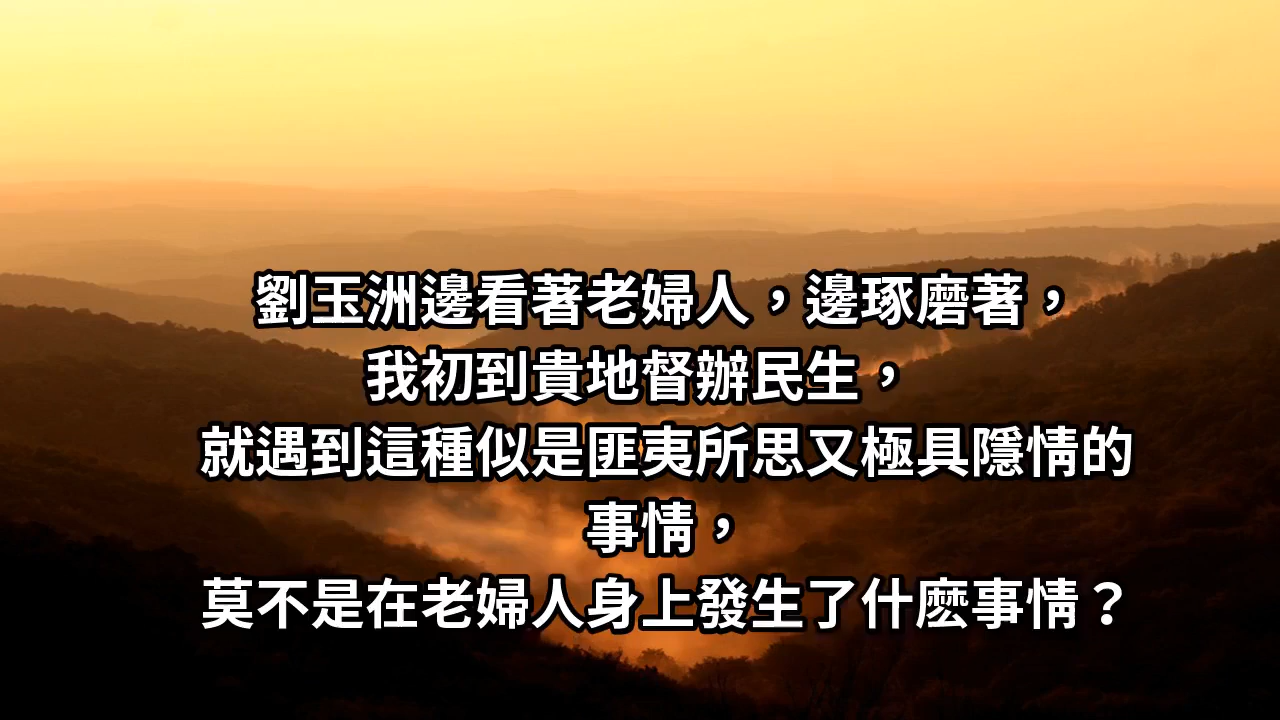 劉玉洲邊看著老婦人，邊琢磨著，
我初到貴地督辦民生，
就遇到這種似是匪夷所思又極具隱情的
事情，
莫不是在老婦人身上發生了什麽事情？